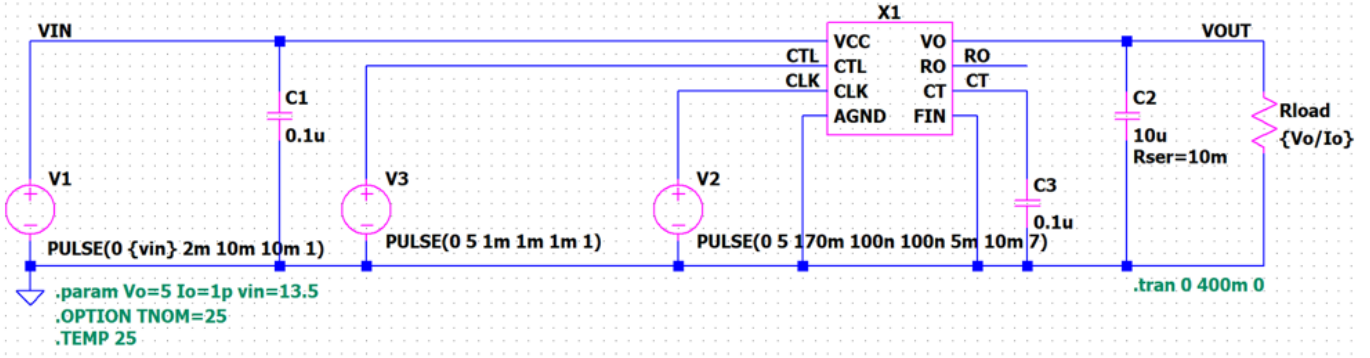 X1
VIN
VOUT
VCC
VO
CTL
CTL
RO
RO
CLK
CLK
CT
CT
AGND
FIN
C1
0.1u
C2
10u
Rser=10m
Rload
{Vo/Io}
V1
V3
V2
C3
0.1u
PULSE(0 {vin} 2m 10m 10m 1)
PULSE(0 5 1m 1m 1m 1)
PULSE(0 5 170m 100n 100n 5m 10m 7)
.param Vo=5 Io=1p vin=13.5
.OPTION TNOM=25
.TEMP 25
.tran 0 400m 0